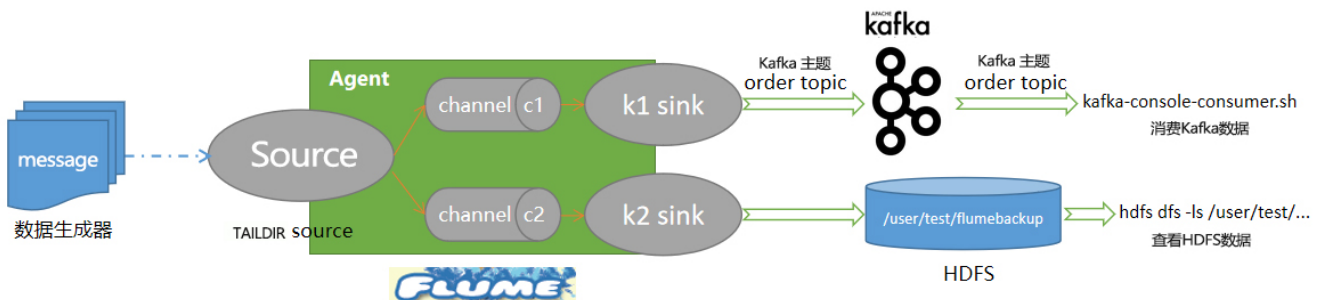 message
数据生成器
Agent
Source
TAILDIR source
channel c1
channel c2
k1 sink
k2 sink
FLUME
Kafka 主题
order topic
APACHE
kafka
Kafka 主题
order topic
kafka-console-consumer.sh
消费Kafka数据
/user/test/flumebackup
HDFS
hdfs dfs -ls /user/test/...
查看HDFS数据